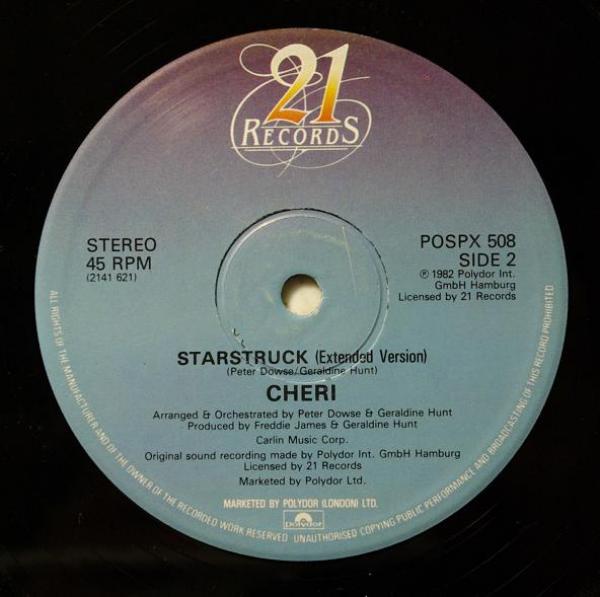 21
RECORDS
STEREO
45 RPM
(2141 621)
POSPX 508
SIDE 2
℗ 1982 Polydor Int.
GmbH Hamburg
Licensed by 21 Records
STARSTRUCK (Extended Version)
(Peter Dowse/Geraldine Hunt)
CHERI
Arranged & Orchestrated by Peter Dowse & Geraldine Hunt
Produced by Freddie James & Geraldine Hunt
Carlin Music Corp.
Original sound recording made by Polydor Int. GmbH Hamburg
Licensed by 21 Records
Marketed by Polydor Ltd.
MARKETED BY POLYDOR (LONDON) LTD.
polydor
ALL RIGHTS OF THE MANUFACTURER AND OF THE OWNER OF THE RECORDED WORK RESERVED UNAUTHORISED COPYING PUBLIC PERFORMANCE AND BROADCASTING OF THIS RECORD PROHIBITED